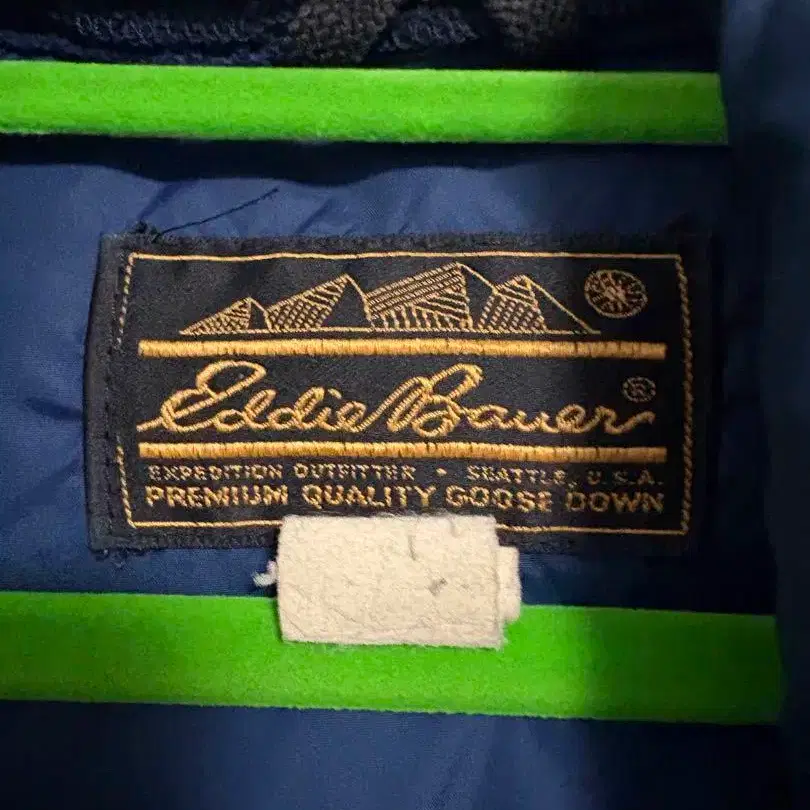 Eddie Bauer ®
EXPEDITION OUTFITTER • SEATTLE, U.S.A.
PREMIUM QUALITY GOOSE DOWN